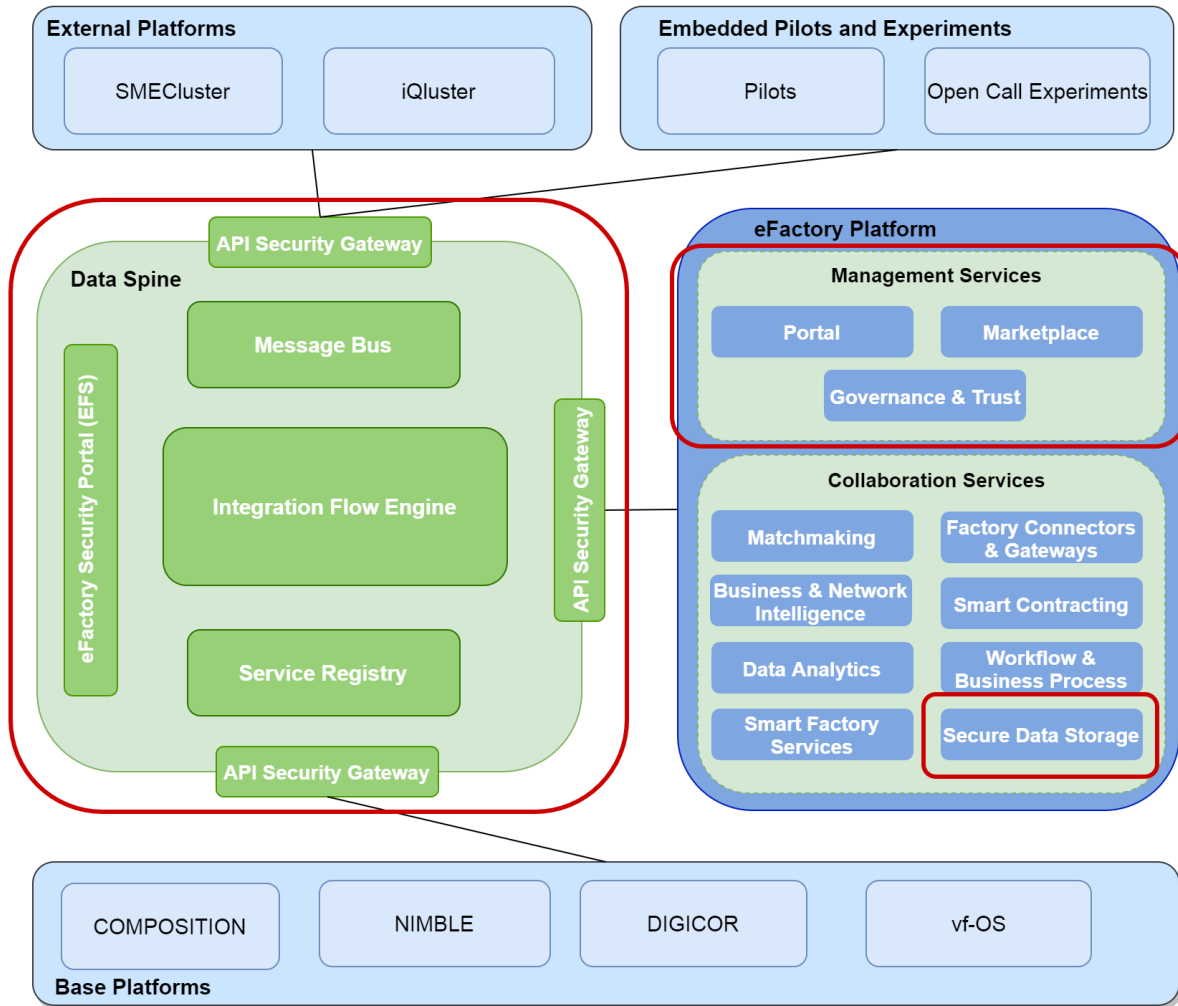 External Platforms
SMECluster
iQluster
Embedded Pilots and Experiments
Pilots
Open Call Experiments
API Security Gateway
Data Spine
Message Bus
eFactory Security Portal (EFS)
Integration Flow Engine
API Security Gateway
Service Registry
API Security Gateway
eFactory Platform
Management Services
Portal
Marketplace
Governance & Trust
Collaboration Services
Matchmaking
Factory Connectors
& Gateways
Business & Network
Intelligence
Smart Contracting
Data Analytics
Workflow &
Business Process
Smart Factory
Services
Secure Data Storage
COMPOSITION
NIMBLE
DIGICOR
vf-OS
Base Platforms